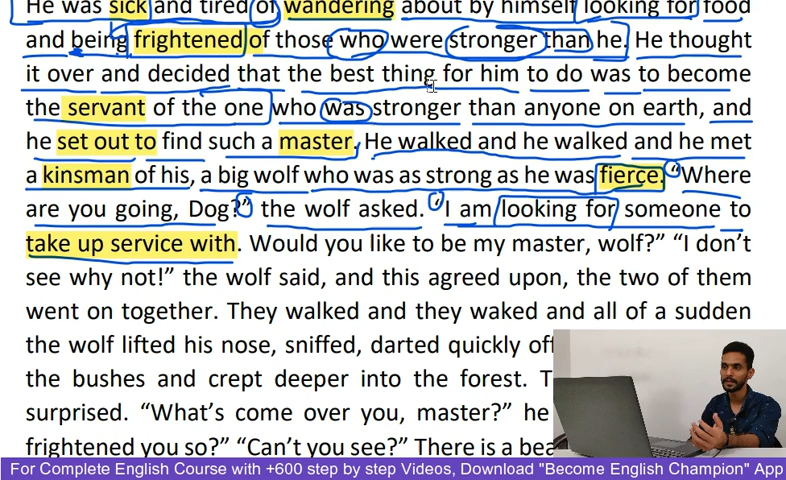 He was sick and tired of wandering about by himself looking for food
and being frightened of those who were stronger than he. He thought
it over and decided that the best thing for him to do was to become
the servant of the one who was stronger than anyone on earth, and
he set out to find such a master. He walked and he walked and he met
a kinsman of his, a big wolf who was as strong as he was fierce. “Where
are you going, Dog?” the wolf asked. “I am looking for someone to
take up service with. Would you like to be my master, wolf?” “I don’t
see why not!” the wolf said, and this agreed upon, the two of them
went on together. They walked and they waked and all of a sudden
the wolf lifted his nose, sniffed, darted quickly off
the bushes and crept deeper into the forest. T
surprised. “What’s come over you, master?” he
frightened you so?” “Can’t you see?” There is a bea
For Complete English Course with +600 step by step Videos, Download "Become English Champion" App